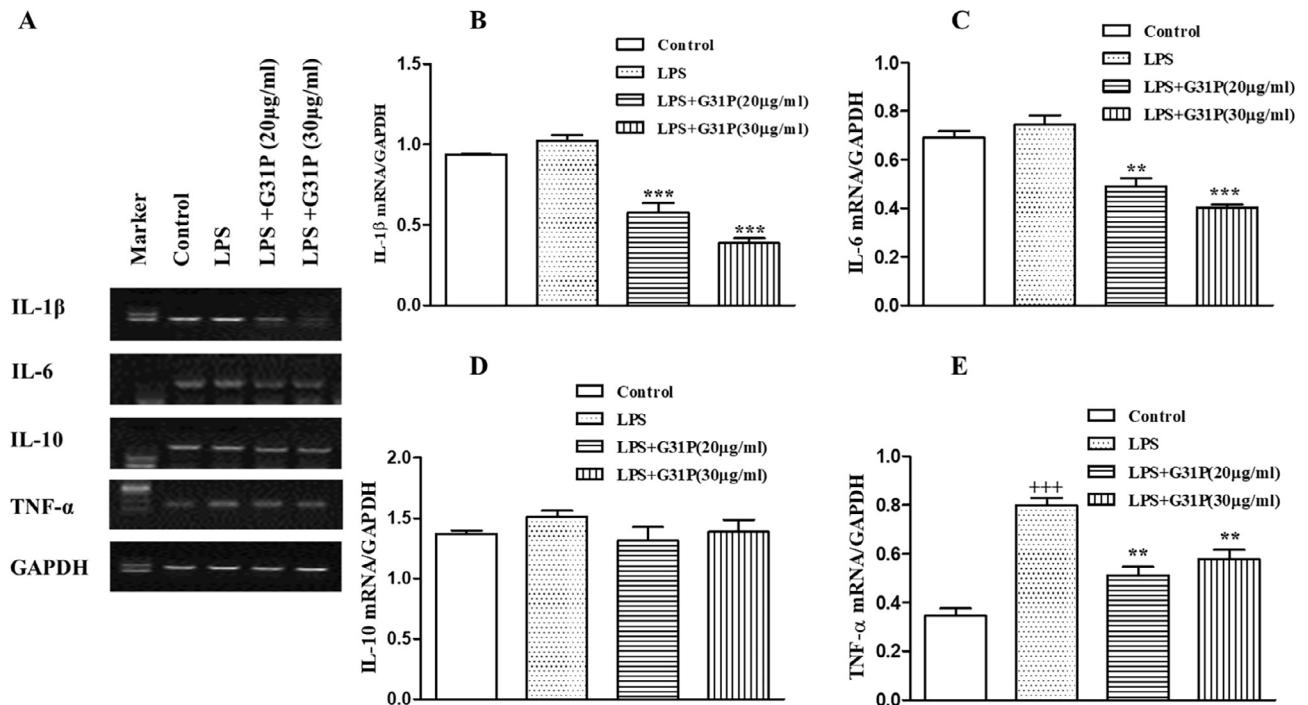 A
Marker
Control
LPS
LPS +G31P (20μg/ml)
LPS +G31P (30μg/ml)
IL-1β
IL-6
IL-10
TNF-α
GAPDH
B
Control
LPS
LPS+G31P(20μg/ml)
LPS+G31P(30μg/ml)
IL-1β mRNA/GAPDH
1.5
1.0
0.5
0.0
***
***
C
Control
LPS
LPS+G31P(20μg/ml)
LPS+G31P(30μg/ml)
IL-6 mRNA/GAPDH
1.0
0.8
0.6
0.4
0.2
0.0
**
***
D
Control
LPS
LPS+G31P(20μg/ml)
LPS+G31P(30μg/ml)
IL-10 mRNA/GAPDH
2.0
1.5
1.0
0.5
0.0
E
Control
LPS
LPS+G31P(20μg/ml)
LPS+G31P(30μg/ml)
TNF-α mRNA/GAPDH
1.0
0.8
0.6
0.4
0.2
0.0
+++
**
**